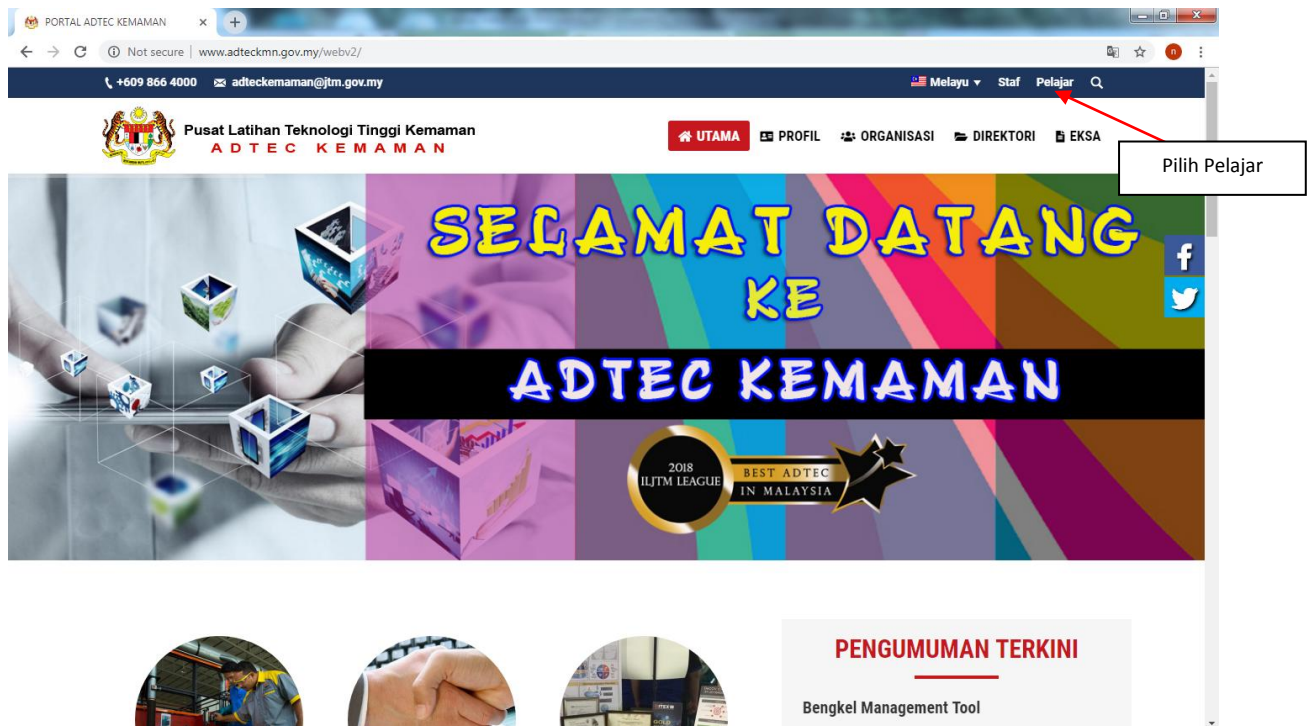 PORTAL ADTEC KEMAMAN
Not secure | www.adteckmn.gov.my/webv2/
n
+609 866 4000 adteckemaman@jtm.gov.my
Melayu Staf Pelajar
Pusat Latihan Teknologi Tinggi Kemaman
ADTEC KEMAMAN
UTAMA PROFIL ORGANISASI DIREKTORI EKSA
Pilih Pelajar
SELAMAT DATANG
KE
ADTEC KEMAMAN
2018
ILJTM LEAGUE
BEST ADTEC
IN MALAYSIA
PENGUMUMAN TERKINI
Bengkel Management Tool